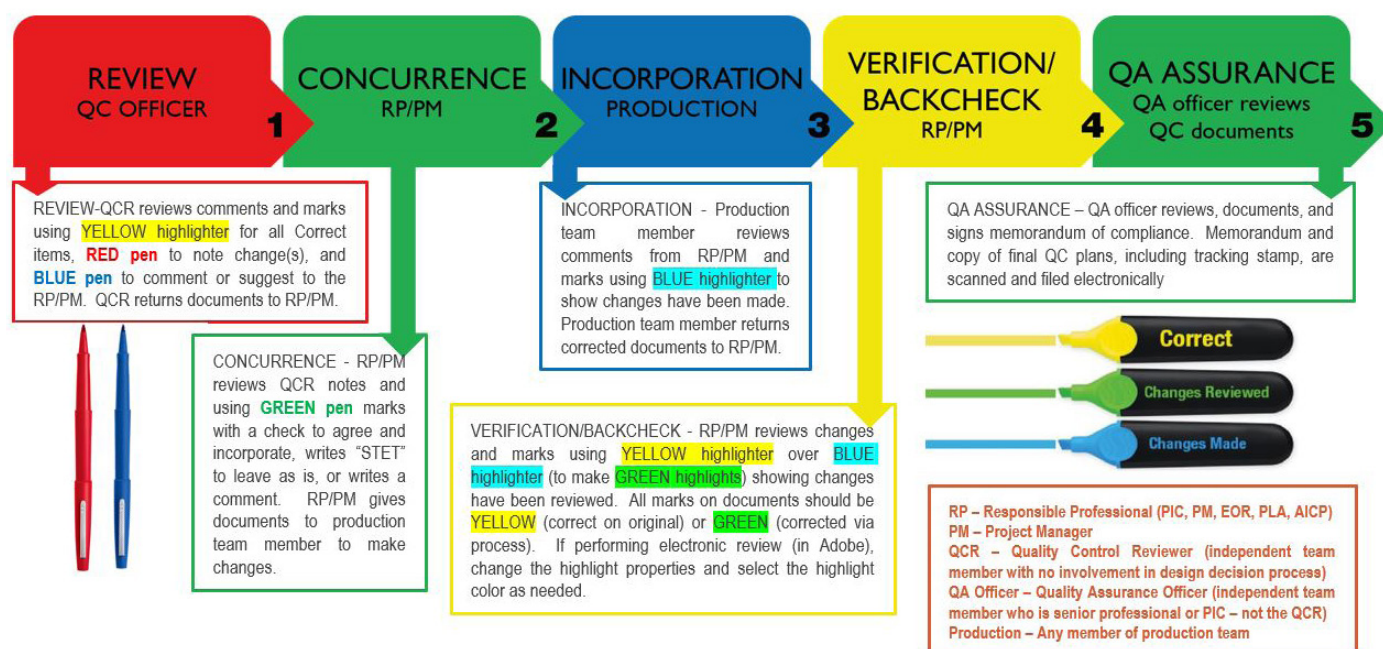 REVIEW
QC OFFICER
1
CONCURRENCE
RP/PM
2
INCORPORATION
PRODUCTION
3
VERIFICATION/
BACKCHECK
RP/PM
4
QA ASSURANCE
QA officer reviews
QC documents
5
REVIEW-QCR reviews comments and marks
using YELLOW highlighter for all Correct
items, RED pen to note change(s), and
BLUE pen to comment or suggest to the
RP/PM. QCR returns documents to RP/PM.
CONCURRENCE - RP/PM
reviews QCR notes and
using GREEN pen marks
with a check to agree and
incorporate, writes “STET”
to leave as is, or writes a
comment. RP/PM gives
documents to production
team member to make
changes.
INCORPORATION - Production
team member reviews
comments from RP/PM and
marks using BLUE highlighter to
show changes have been made.
Production team member returns
corrected documents to RP/PM.
VERIFICATION/BACKCHECK - RP/PM reviews changes
and marks using YELLOW highlighter over BLUE
highlighter (to make GREEN highlights) showing changes
have been reviewed. All marks on documents should be
YELLOW (correct on original) or GREEN (corrected via
process). If performing electronic review (in Adobe),
change the highlight properties and select the highlight
color as needed.
QA ASSURANCE – QA officer reviews, documents, and
signs memorandum of compliance. Memorandum and
copy of final QC plans, including tracking stamp, are
scanned and filed electronically
Correct
Changes Reviewed
Changes Made
RP – Responsible Professional (PIC, PM, EOR, PLA, AICP)
PM – Project Manager
QCR – Quality Control Reviewer (independent team
member with no involvement in design decision process)
QA Officer – Quality Assurance Officer (independent team
member who is senior professional or PIC – not the QCR)
Production – Any member of production team